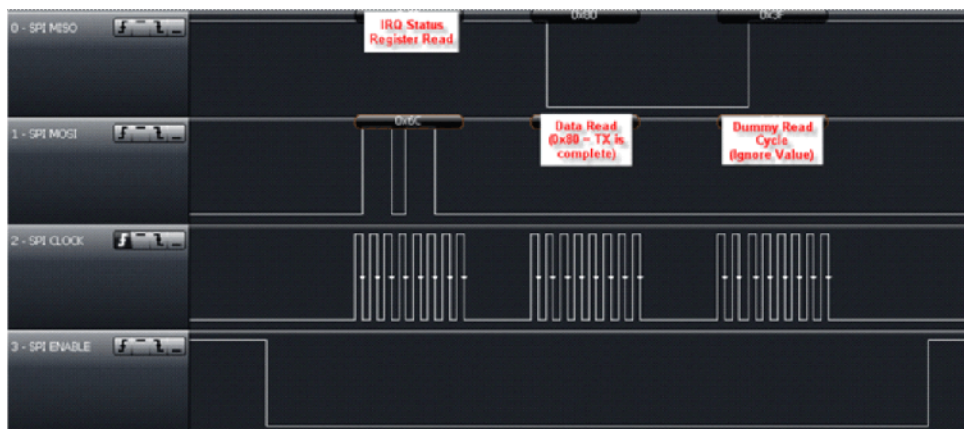 0 - SPI MISO
IRQ Status
Register Read
0x80
0x3F
1 - SPI MOSI
0x6C
Data Read
(0x80 = TX is
complete)
Dummy Read
Cycle
(Ignore Value)
2 - SPI CLOCK
3 - SPI ENABLE